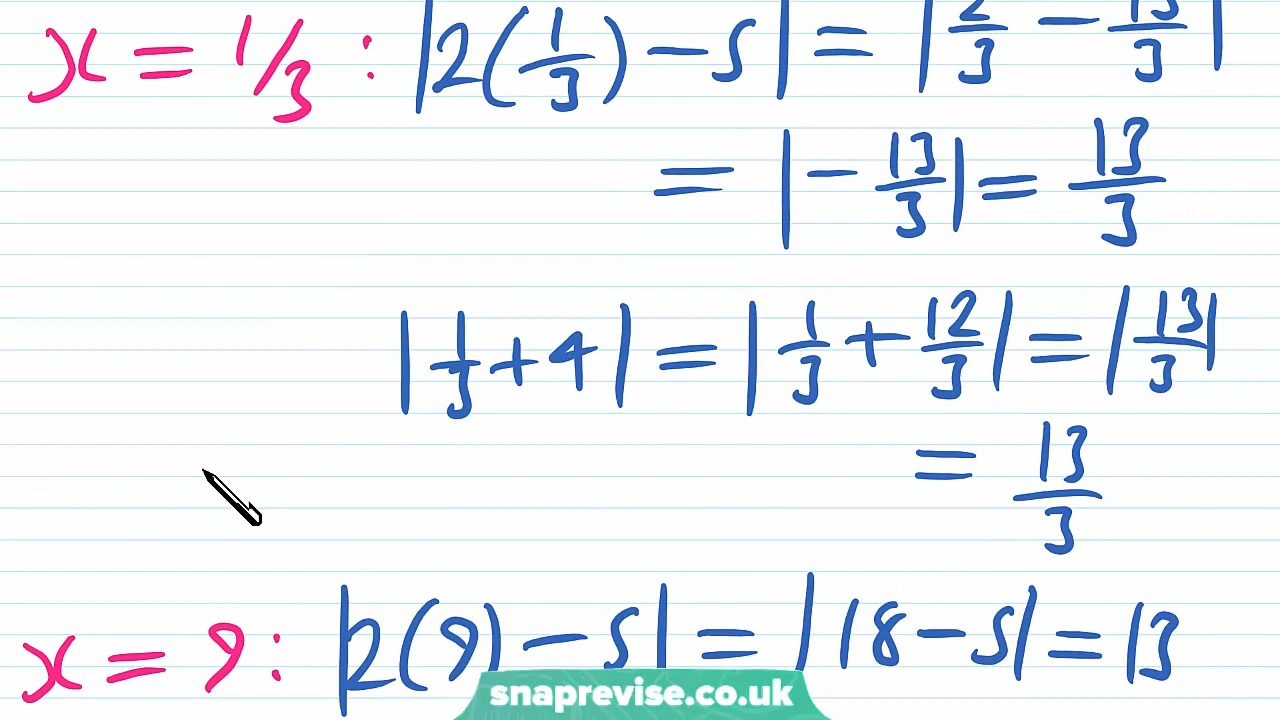 x = 1/3 : |2(1/3) - 5| = |2/3 - 15/3|
= |- 13/3| = 13/3
|1/3 + 4| = |1/3 + 12/3| = |13/3|
= 13/3
x = 9 : |2(9) - 5| = |18 - 5| = 13
snaprevise.co.uk